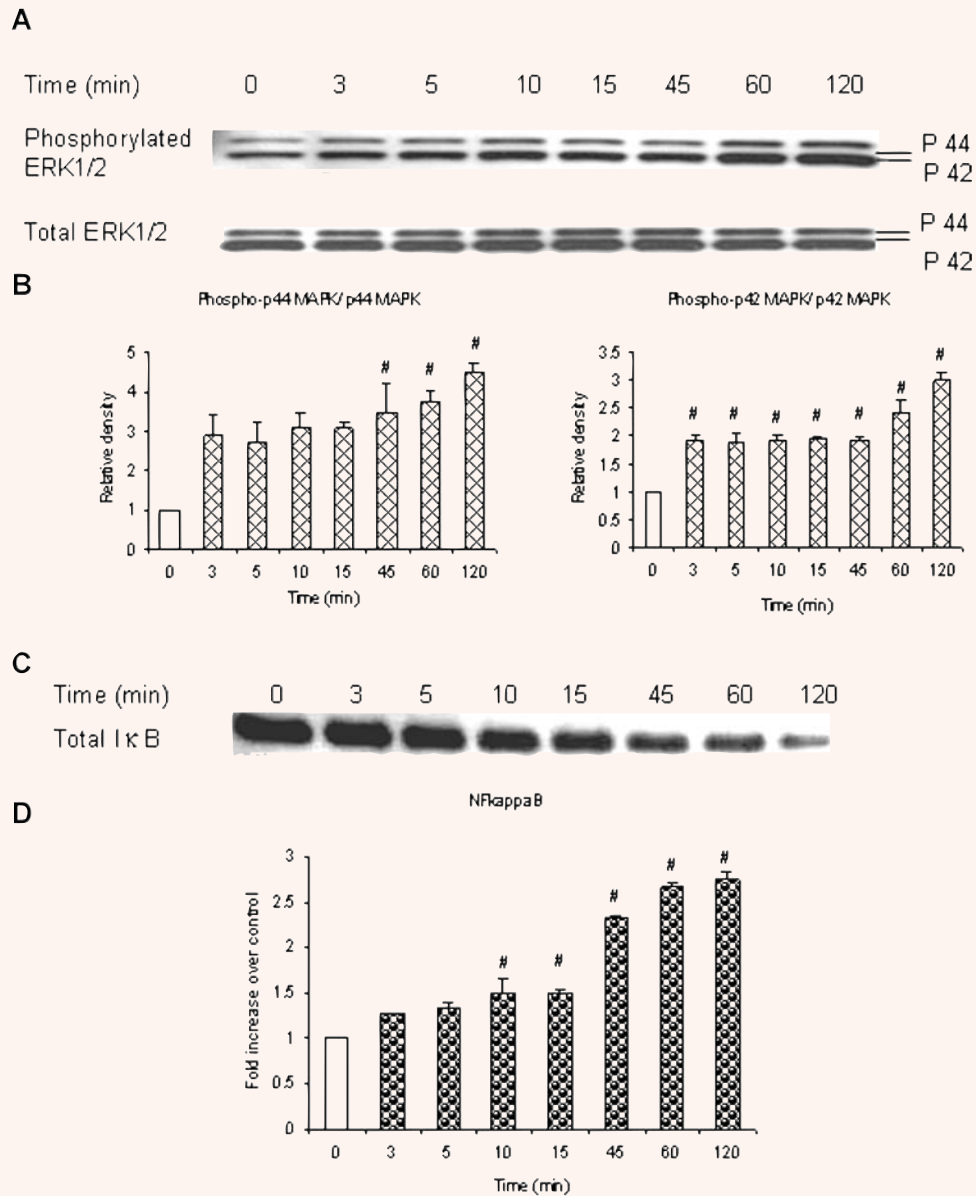 A
Time (min) 0 3 5 10 15 45 60 120
Phosphorylated
ERK1/2
P 44
P 42
Total ERK1/2
P 44
P 42
B
Phospho-p44 MAPK/p44 MAPK
Relative density
5
4
3
2
1
0
# # #
0 3 5 10 15 45 60 120
Time (min)
Phospho-p42 MAPK/p42 MAPK
Relative density
3.5
3
2.5
2
1.5
1
0.5
0
# # # # # # #
0 3 5 10 15 45 60 120
Time (min)
C
Time (min) 0 3 5 10 15 45 60 120
Total IκB
D
NFkappaB
Fold increase over control
3
2.5
2
1.5
1
0.5
0
# # # # #
0 3 5 10 15 45 60 120
Time (min)